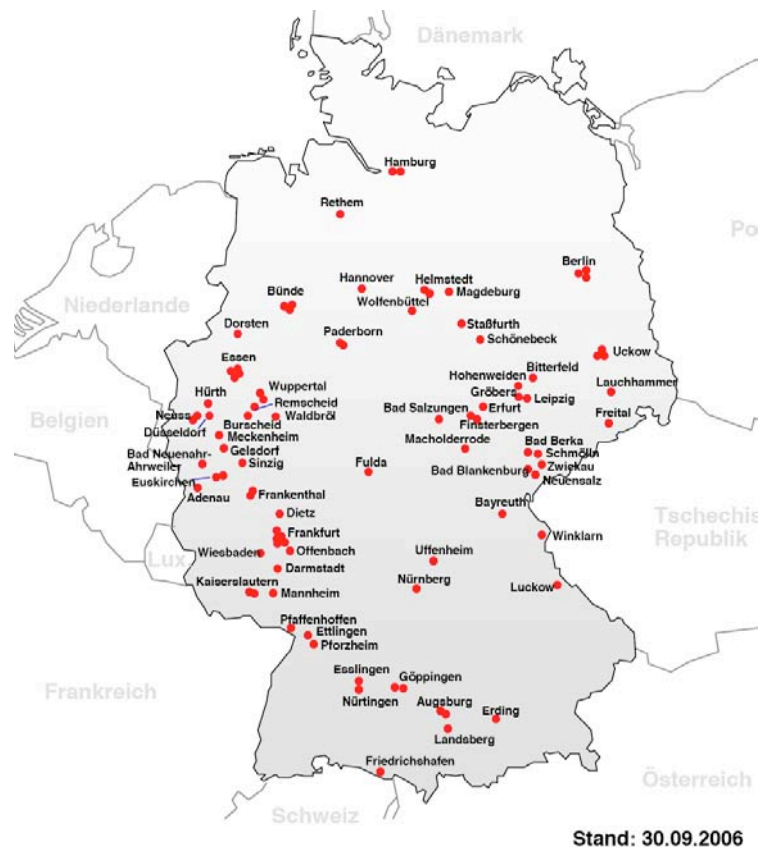 Dänemark
Hamburg
Rethem
Berlin
Hannover
Helmstedt
Magdeburg
Wolfenbüttel
Bünde
Niederlande
Po
Dorsten
Paderborn
Staßfurth
Schönebeck
Uckow
Essen
Bitterfeld
Hohenweiden
Lauchhammer
Gröbers
Leipzig
Hürth
Wuppertal
Remscheid
Waldbröl
Neuss
Düsseldorf
Burscheid
Bad Salzungen
Erfurt
Finsterbergen
Freital
Belgien
Meckenheim
Macholderrode
Bad Berka
Gelsdorf
Schmölln
Bad Neuenahr-
Ahrweiler
Sinzig
Fulda
Bad Blankenburg
Zwickau
Neuensalz
Euskirchen
Adenau
Frankenthal
Bayreuth
Dietz
Tschechis
Republik
Frankfurt
Winklarn
Lux.
Wiesbaden
Offenbach
Uffenheim
Darmstadt
Kaiserslautern
Mannheim
Nürnberg
Luckow
Pfaffenhoffen
Ettlingen
Pforzheim
Esslingen
Göppingen
Frankreich
Nürtingen
Augsburg
Erding
Landsberg
Friedrichshafen
Österreich
Schweiz
Stand: 30.09.2006